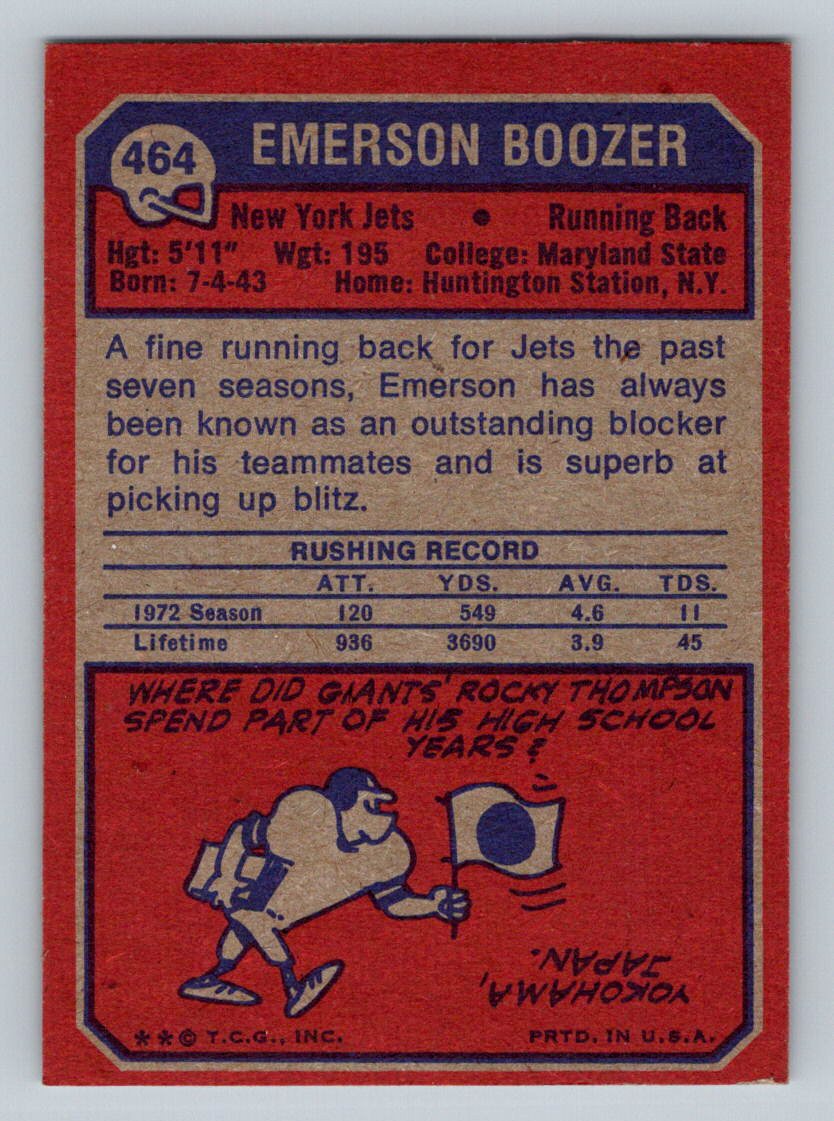 464
EMERSON BOOZER
New York Jets • Running Back
Hgt: 5'11" Wgt: 195 College: Maryland State
Born: 7-4-43 Home: Huntington Station, N.Y.
A fine running back for Jets the past
seven seasons, Emerson has always
been known as an outstanding blocker
for his teammates and is superb at
picking up blitz.
RUSHING RECORD
ATT. YDS. AVG. TDS.
1972 Season 120 549 4.6 11
Lifetime 936 3690 3.9 45
WHERE DID GIANTS' ROCKY THOMPSON
SPEND PART OF HIS HIGH SCHOOL
YEARS?
YOKOHAMA,
JAPAN.
**© T.C.G., INC. PRTD. IN U.S.A.